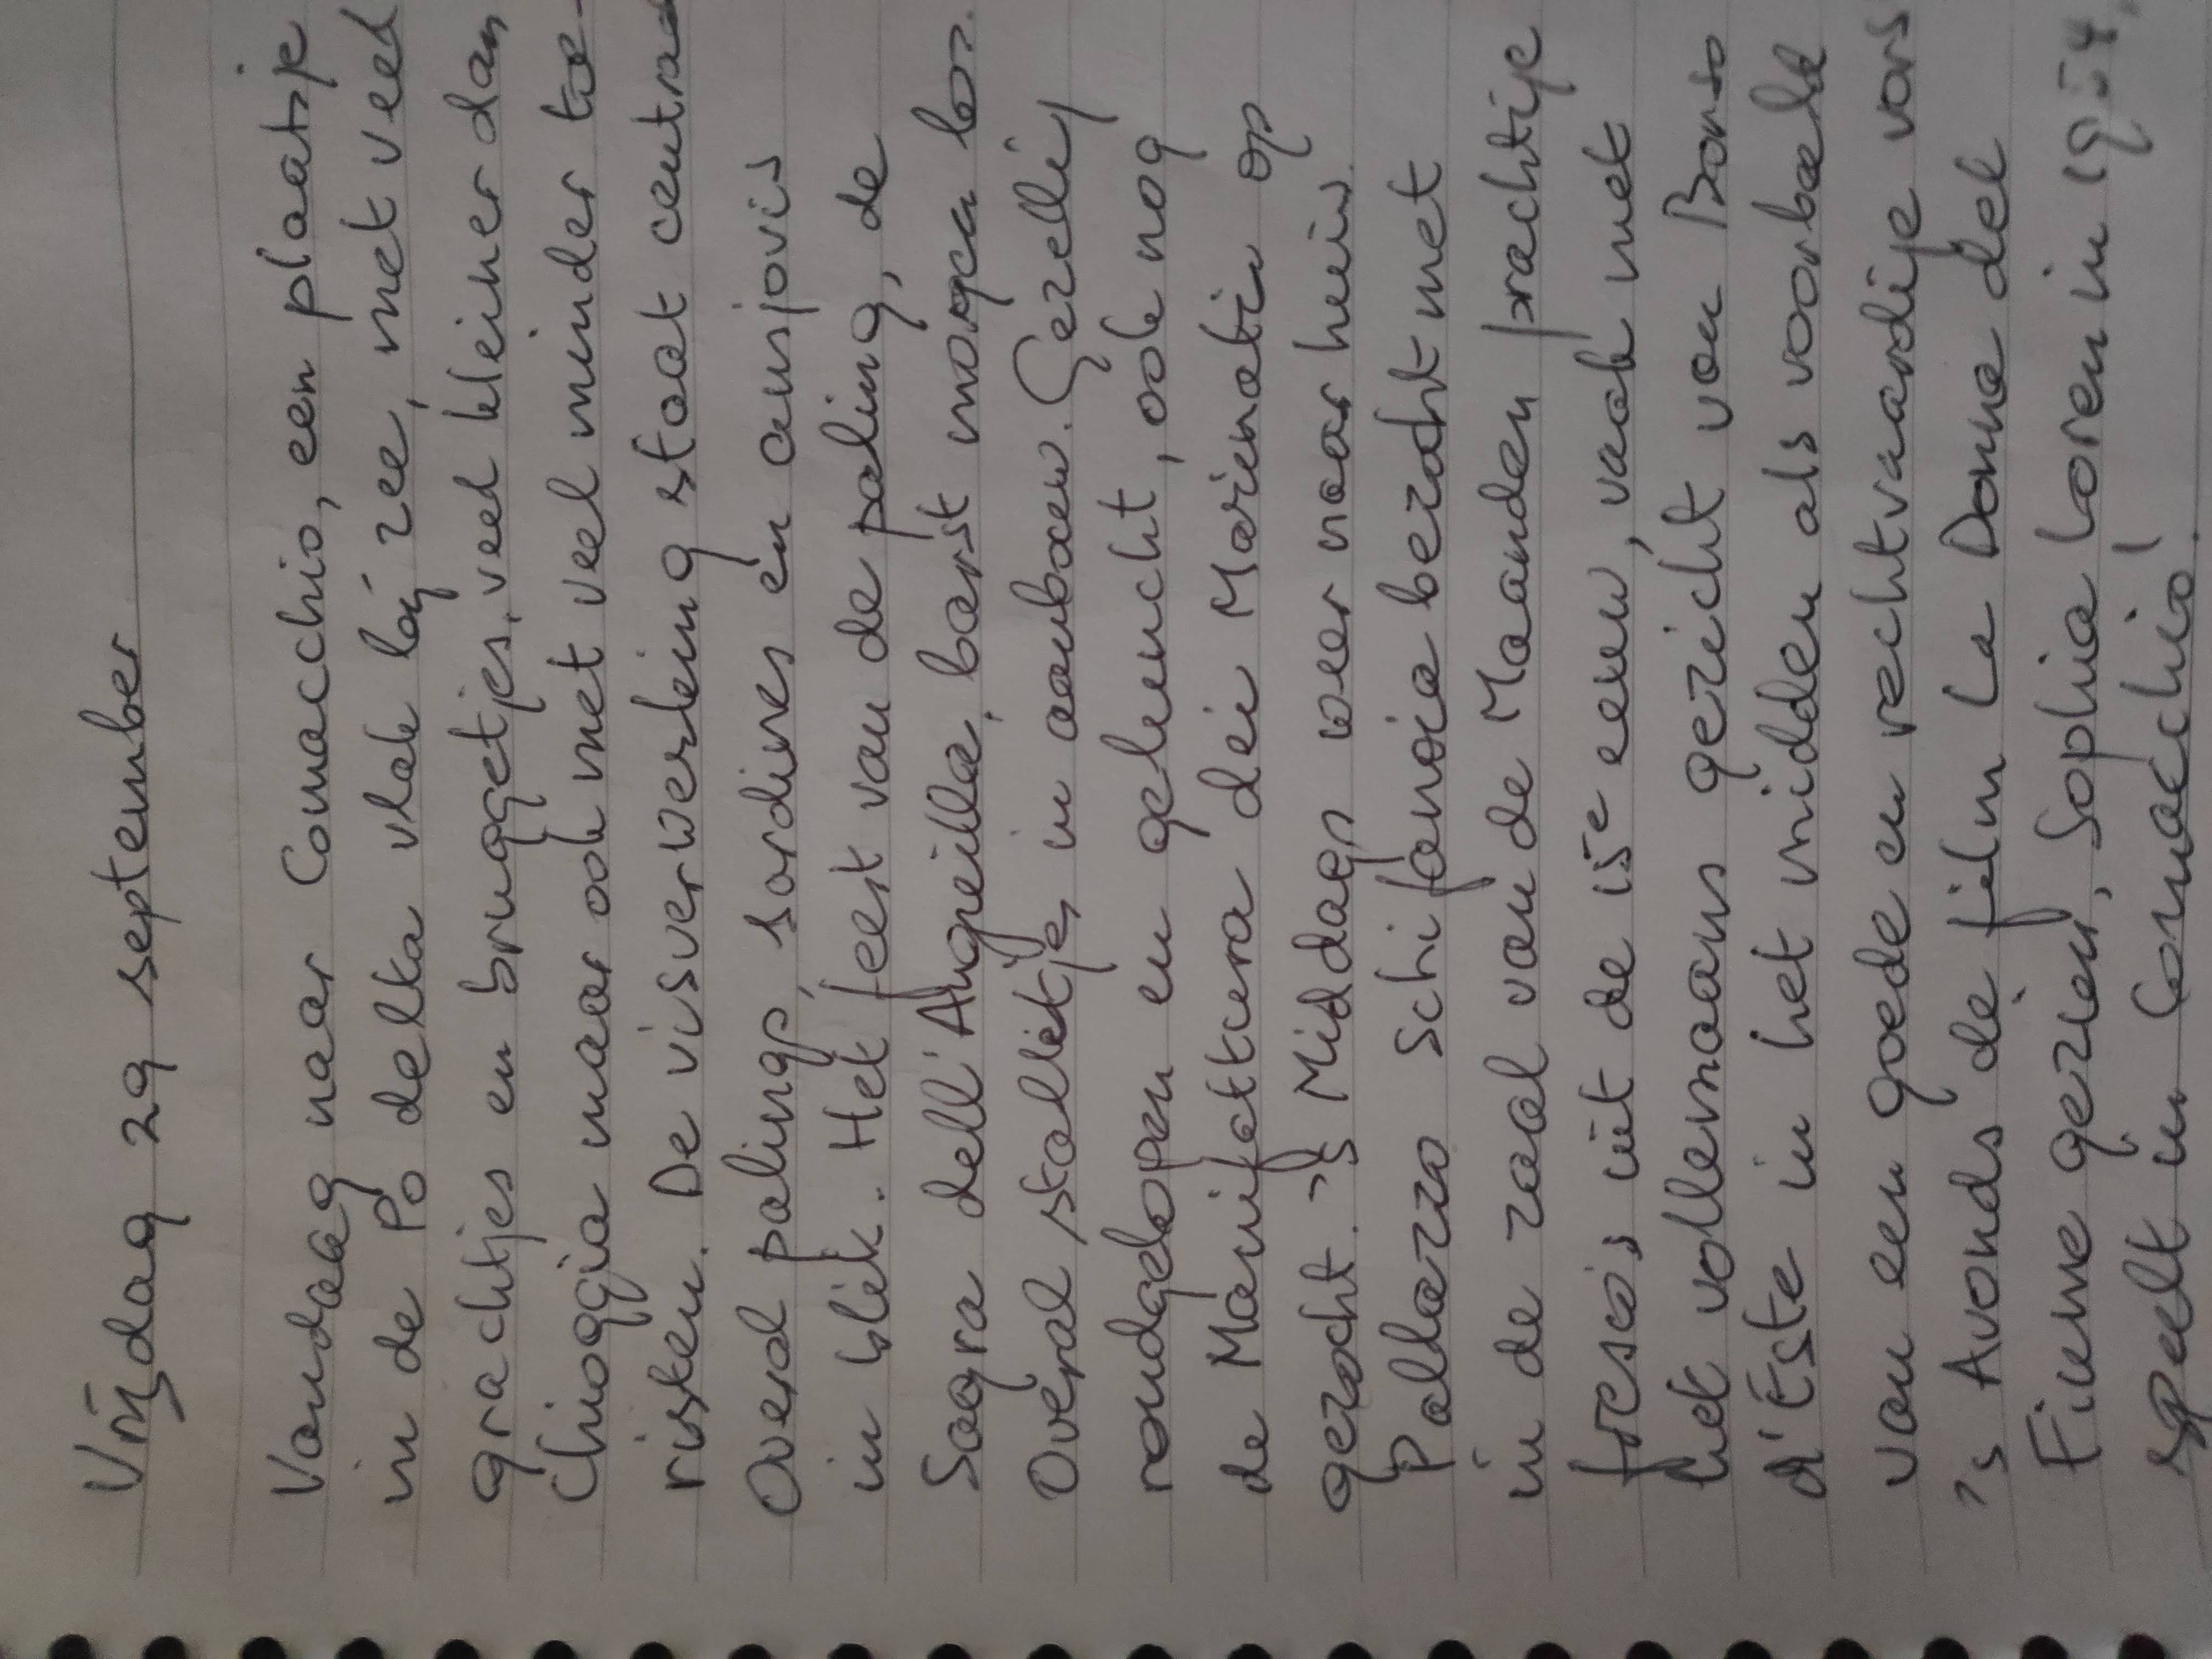 Vrijdag 29 september
Vandaag naar Comacchio, een plaatsje
in de Po delta vlak bij zee, met veel
grachtjes en bruggetjes, veel kleiner dan
Chioggia maar ook met veel minder toe-
risten. De visverwerking staat centraal
Overal palings, sardines en ansjovis
in blik. Het feest van de paling, de
Sagra dell'Anguilla, barst morgen los.
Overal stalletjes in aanbouw. Gezellig
rondgelopen en geluncht, ook nog
de Manifattura dei Marinati op
gezocht. 's Middags weer naar huis.
Pallazzo Schifanoia bezocht met
in de zaal van de Maanden prachtige
fresco's uit de 15e eeuw, vaak met
het vollemaans gezicht van Borso
d'Este in het midden als voorbeeld
van een goede en rechtvaardige vors
's Avonds de film La Donna del
Fiume gezien, Sophia Loren in 1954,
speelt in Comacchio!